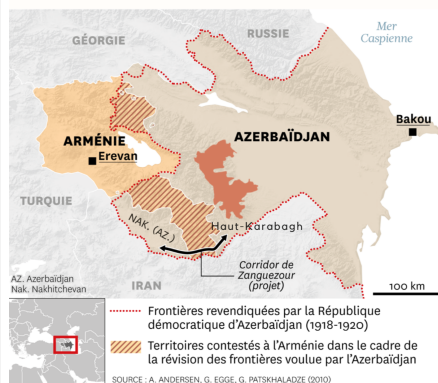 Mer
Caspienne
RUSSIE
GÉORGIE
Bakou
AZERBAÏDJAN
ARMÉNIE
Erevan
TURQUIE
NAK. (AZ.)
Haut-Karabagh
Corridor de
Zanguezour
(projet)
IRAN
AZ. Azerbaïdjan
Nak. Nakhitchevan
100 km
Frontières revendiquées par la République
démocratique d'Azerbaïdjan (1918-1920)
Territoires contestés à l'Arménie dans le cadre de
la révision des frontières voulue par l'Azerbaïdjan
SOURCE : A. ANDERSEN, G. EGGE, G. PATSKHALADZE (2010)